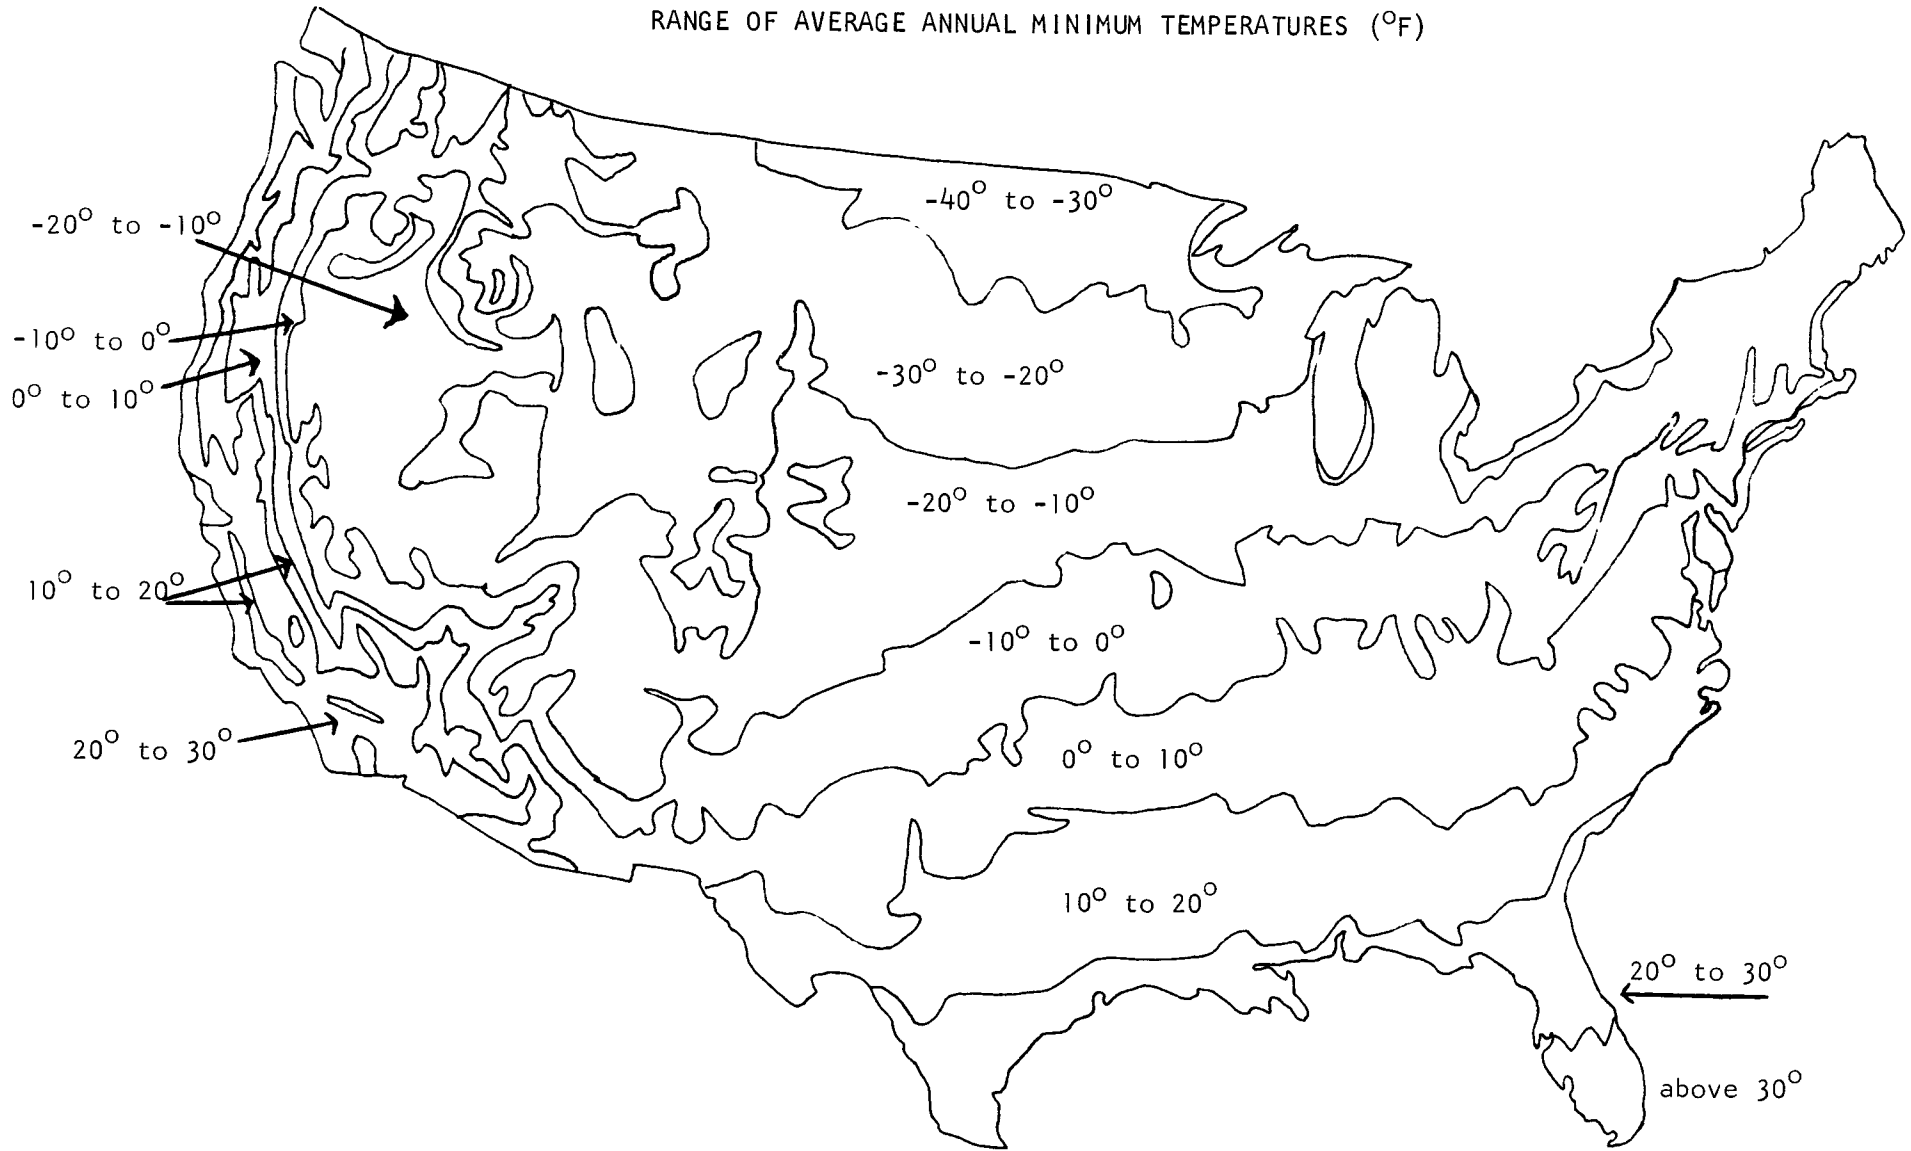 RANGE OF AVERAGE ANNUAL MINIMUM TEMPERATURES (°F)
-40° to -30°
-20° to -10°
-10° to 0°
-30° to -20°
0° to 10°
-20° to -10°
10° to 20°
-10° to 0°
20° to 30°
0° to 10°
10° to 20°
20° to 30°
above 30°